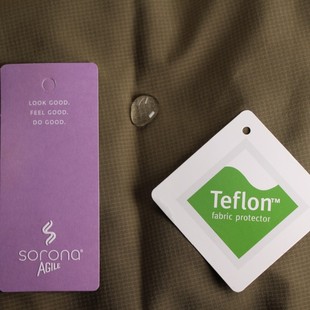 LOOK GOOD.
FEEL GOOD.
DO GOOD.
sorona®
AGILE
Teflon™
fabric protector